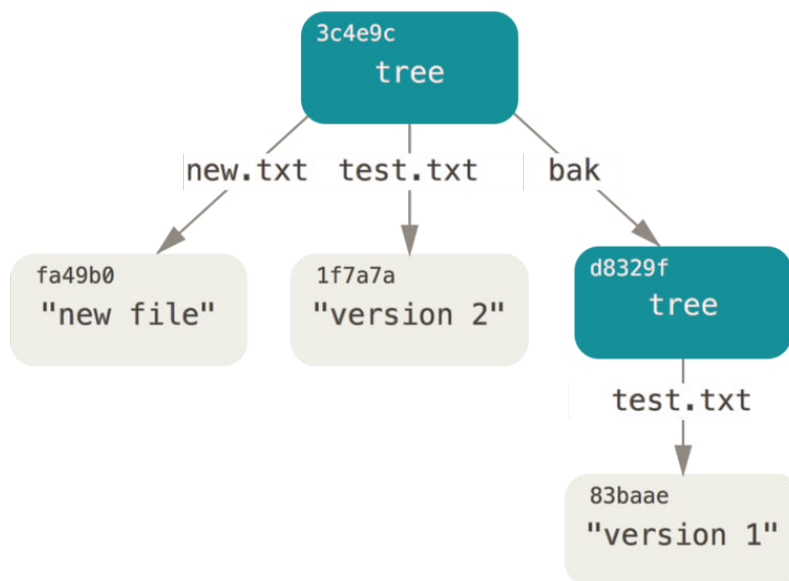 3c4e9c
tree
new.txt test.txt bak
fa49b0
"new file"
1f7a7a
"version 2"
d8329f
tree
test.txt
83baae
"version 1"